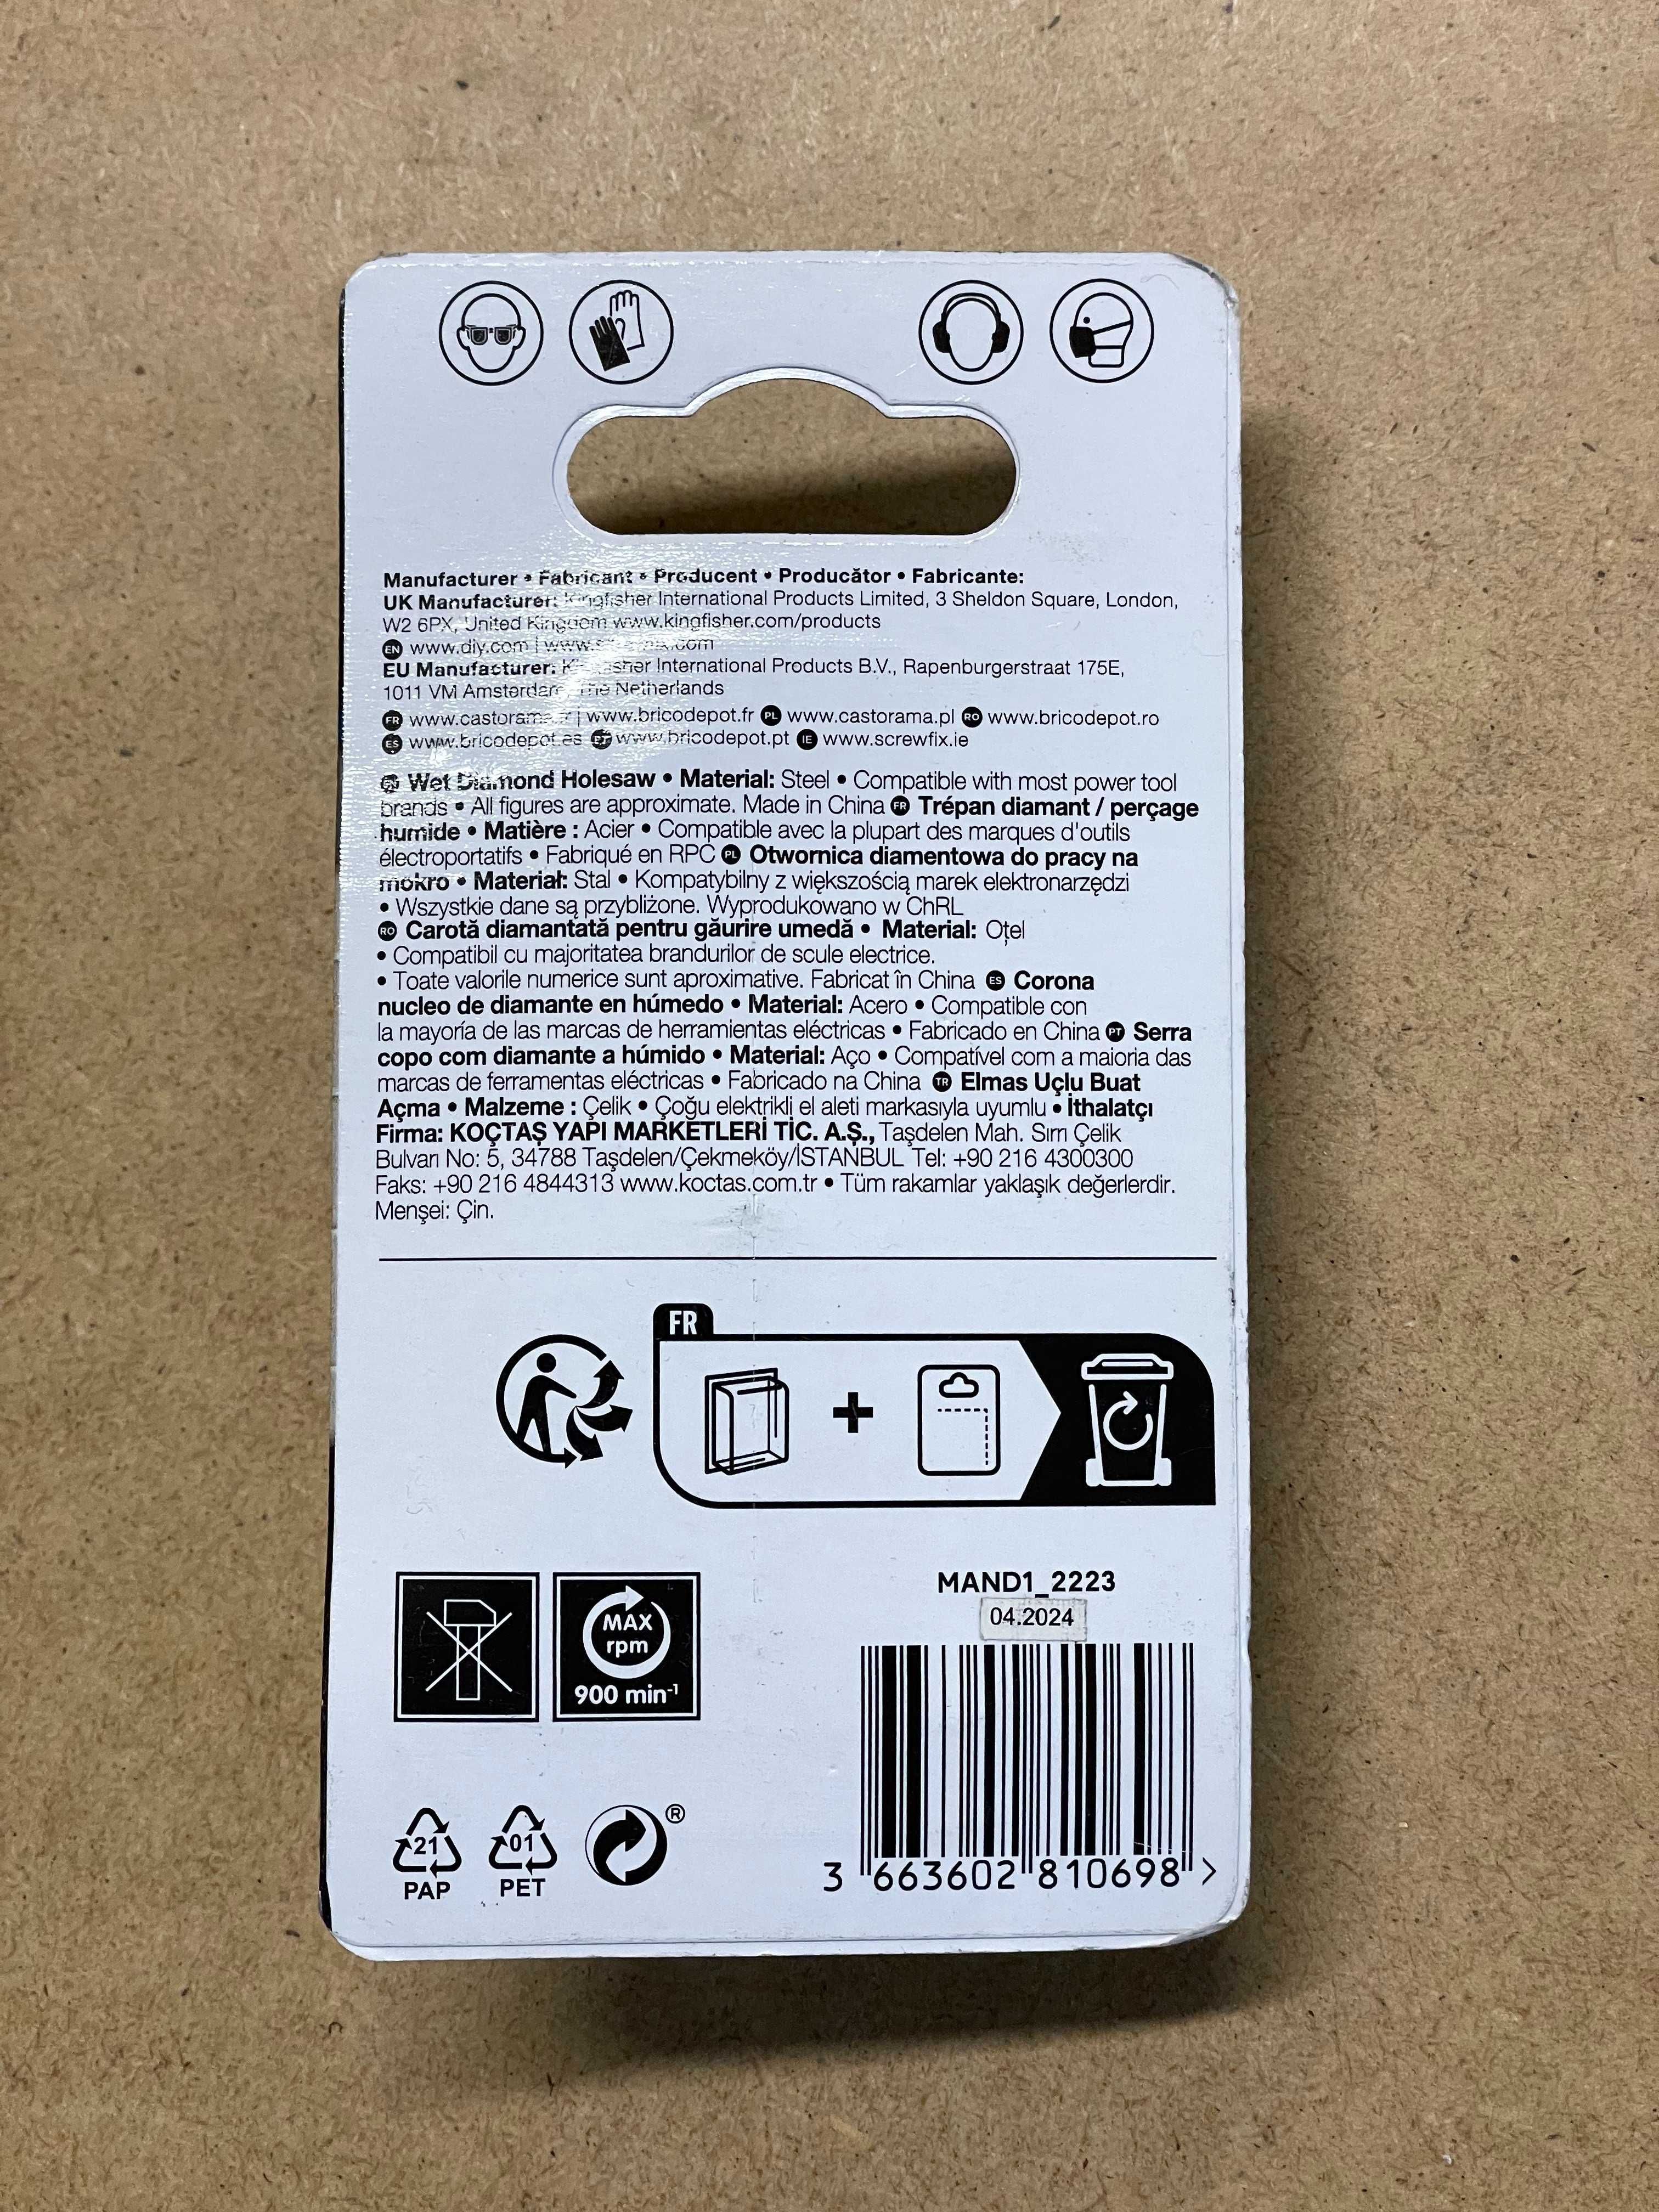 Manufacturer • Fabricant • Producent • Producător • Fabricante:
UK Manufacturer: Kingfisher International Products Limited, 3 Sheldon Square, London,
W2 6PX, United Kingdom www.kingfisher.com/products
EN www.diy.com |
EU Manufacturer: Kingfisher International Products B.V., Rapenburgerstraat 175E,
1011 VM Amsterdam, The Netherlands
FR www.castorama.fr | www.bricodepot.fr PL www.castorama.pl RO www.bricodepot.ro
ES www.bricodepot.es PT www.bricodepot.pt IE www.screwfix.ie
Wet Diamond Holesaw • Material: Steel • Compatible with most power tool
brands • All figures are approximate. Made in China FR Trépan diamant / perçage
humide • Matière : Acier • Compatible avec la plupart des marques d'outils
électroportatifs • Fabriqué en RPC PL Otwornica diamentowa do pracy na
mokro • Materiał: Stal • Kompatybilny z większością marek elektronarzędzi
• Wszystkie dane są przybliżone. Wyprodukowano w ChRL
RO Carotă diamantată pentru găurire umedă • Material: Oțel
• Compatibil cu majoritatea brandurilor de scule electrice.
• Toate valorile numerice sunt aproximative. Fabricat în China ES Corona
nucleo de diamante en húmedo • Material: Acero • Compatible con
la mayoría de las marcas de herramientas eléctricas • Fabricado en China PT Serra
copo com diamante a húmido • Material: Aço • Compatível com a maioria das
marcas de ferramentas eléctricas • Fabricado na China TR Elmas Uçlu Buat
Açma • Malzeme : Çelik • Çoğu elektrikli el aleti markasıyla uyumlu • İthalatçı
Firma: KOÇTAŞ YAPI MARKETLERİ TİC. A.Ş., Taşdelen Mah. Sırrı Çelik
Bulvarı No: 5, 34788 Taşdelen/Çekmeköy/İSTANBUL Tel: +90 216 4300300
Faks: +90 216 4844313 www.koctas.com.tr • Tüm rakamlar yaklaşık değerlerdir.
Menşei: Çin.
FR
+
MAX
rpm
900 min⁻¹
MAND1_2223
04.2024
21
PAP
01
PET
®
3 663602 810698 >